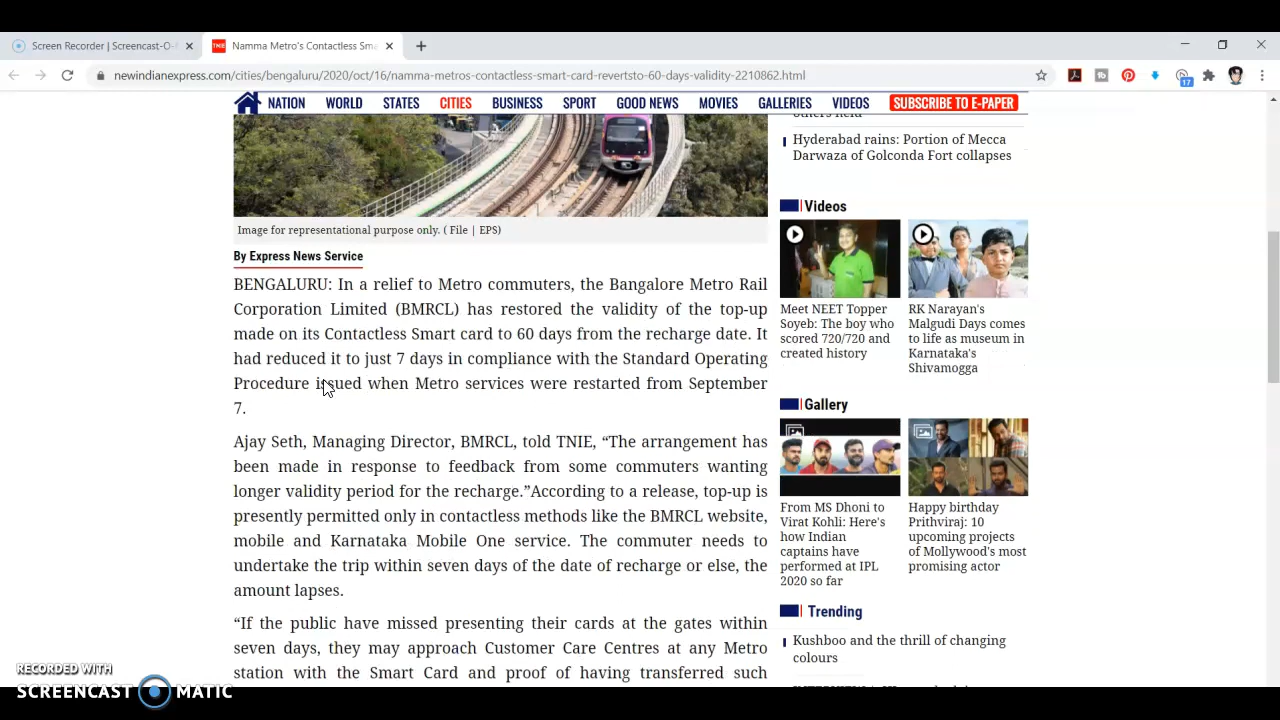 Screen Recorder | Screencast-O-
TNIE
Namma Metro's Contactless Sma
newindianexpress.com/cities/bengaluru/2020/oct/16/namma-metros-contactless-smart-card-revertsto-60-days-validity-2210862.html
17
NATION WORLD STATES CITIES BUSINESS SPORT GOOD NEWS MOVIES GALLERIES VIDEOS SUBSCRIBE TO E-PAPER
others held
Hyderabad rains: Portion of Mecca
Darwaza of Golconda Fort collapses
Image for representational purpose only. ( File | EPS)
By Express News Service
BENGALURU: In a relief to Metro commuters, the Bangalore Metro Rail
Corporation Limited (BMRCL) has restored the validity of the top-up
made on its Contactless Smart card to 60 days from the recharge date. It
had reduced it to just 7 days in compliance with the Standard Operating
Procedure issued when Metro services were restarted from September
7.
Ajay Seth, Managing Director, BMRCL, told TNIE, “The arrangement has
been made in response to feedback from some commuters wanting
longer validity period for the recharge.”According to a release, top-up is
presently permitted only in contactless methods like the BMRCL website,
mobile and Karnataka Mobile One service. The commuter needs to
undertake the trip within seven days of the date of recharge or else, the
amount lapses.
“If the public have missed presenting their cards at the gates within
seven days, they may approach Customer Care Centres at any Metro
station with the Smart Card and proof of having transferred such
Videos
Meet NEET Topper
Soyeb: The boy who
scored 720/720 and
created history
RK Narayan's
Malgudi Days comes
to life as museum in
Karnataka's
Shivamogga
Gallery
From MS Dhoni to
Virat Kohli: Here's
how Indian
captains have
performed at IPL
2020 so far
Happy birthday
Prithviraj: 10
upcoming projects
of Mollywood's most
promising actor
Trending
Kushboo and the thrill of changing
colours
RECORDED WITH
SCREENCAST MATIC